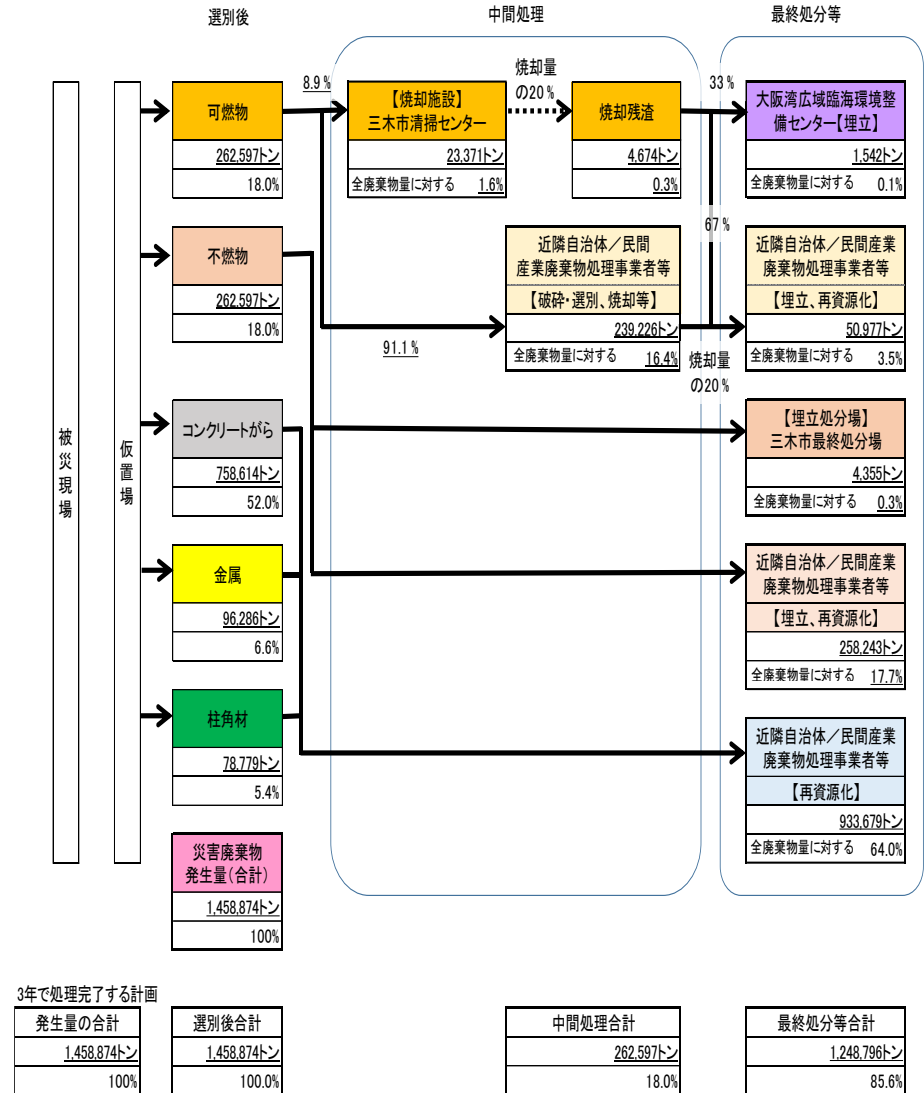 選別後
中間処理
最終処分等
被災現場
仮置場
可燃物
262,597トン
18.0%
8.9 %
【焼却施設】
三木市清掃センター
23,371トン
全廃棄物量に対する 1.6%
焼却量
の20 %
焼却残渣
4,674トン
0.3%
33 %
大阪湾広域臨海環境整
備センター【埋立】
1,542トン
全廃棄物量に対する 0.1%
67 %
不燃物
262,597トン
18.0%
91.1 %
近隣自治体／民間
産業廃棄物処理事業者等
【破砕・選別、焼却等】
239,226トン
全廃棄物量に対する 16.4%
焼却量
の20 %
近隣自治体／民間産業
廃棄物処理事業者等
【埋立、再資源化】
50,977トン
全廃棄物量に対する 3.5%
コンクリートがら
758,614トン
52.0%
【埋立処分場】
三木市最終処分場
4,355トン
全廃棄物量に対する 0.3%
金属
96,286トン
6.6%
近隣自治体／民間産業
廃棄物処理事業者等
【埋立、再資源化】
258,243トン
全廃棄物量に対する 17.7%
柱角材
78,779トン
5.4%
近隣自治体／民間産業
廃棄物処理事業者等
【再資源化】
933,679トン
全廃棄物量に対する 64.0%
災害廃棄物
発生量（合計）
1,458,874トン
100%
3年で処理完了する計画
発生量の合計
1,458,874トン
100%
選別後合計
1,458,874トン
100.0%
中間処理合計
262,597トン
18.0%
最終処分等合計
1,248,796トン
85.6%